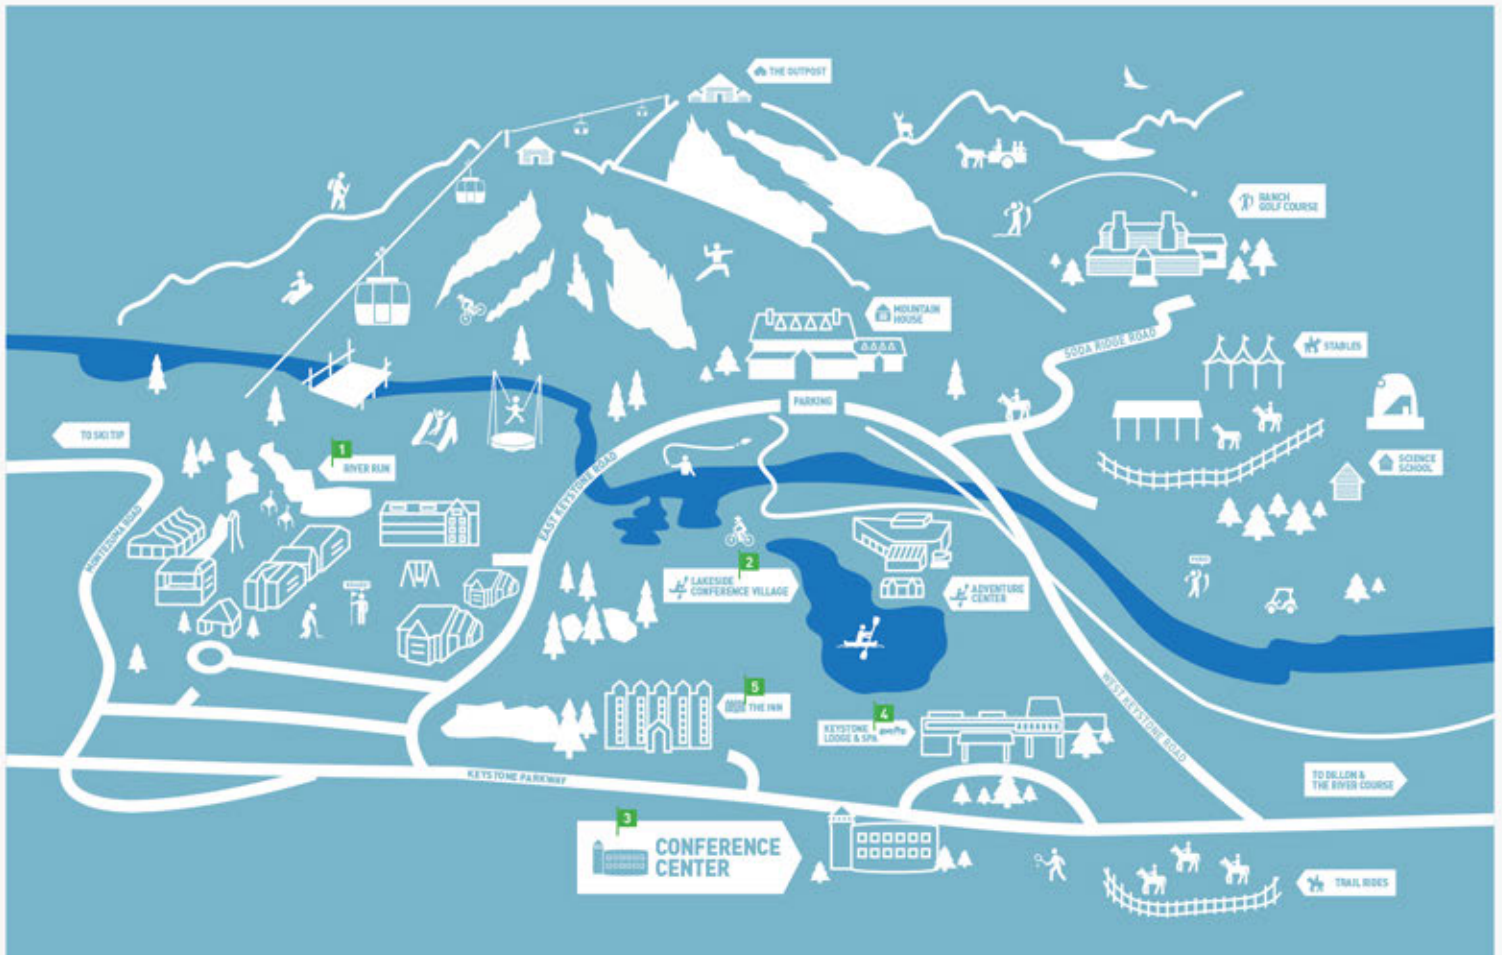 THE OUTPOST
RANCH
GOLF COURSE
MOUNTAIN
HOUSE
SODA RIDGE ROAD
STABLES
PARKING
TO SKI TIP
1
RIVER RUN
SCIENCE
SCHOOL
EAST KEYSTONE ROAD
MONTEZUMA ROAD
2
LAKESIDE
CONFERENCE VILLAGE
ADVENTURE
CENTER
5
THE INN
4
KEYSTONE
LODGE & SPA
WEST KEYSTONE ROAD
KEYSTONE PARKWAY
TO DILLON &
THE RIVER COURSE
3
CONFERENCE
CENTER
TRAIL RIDES